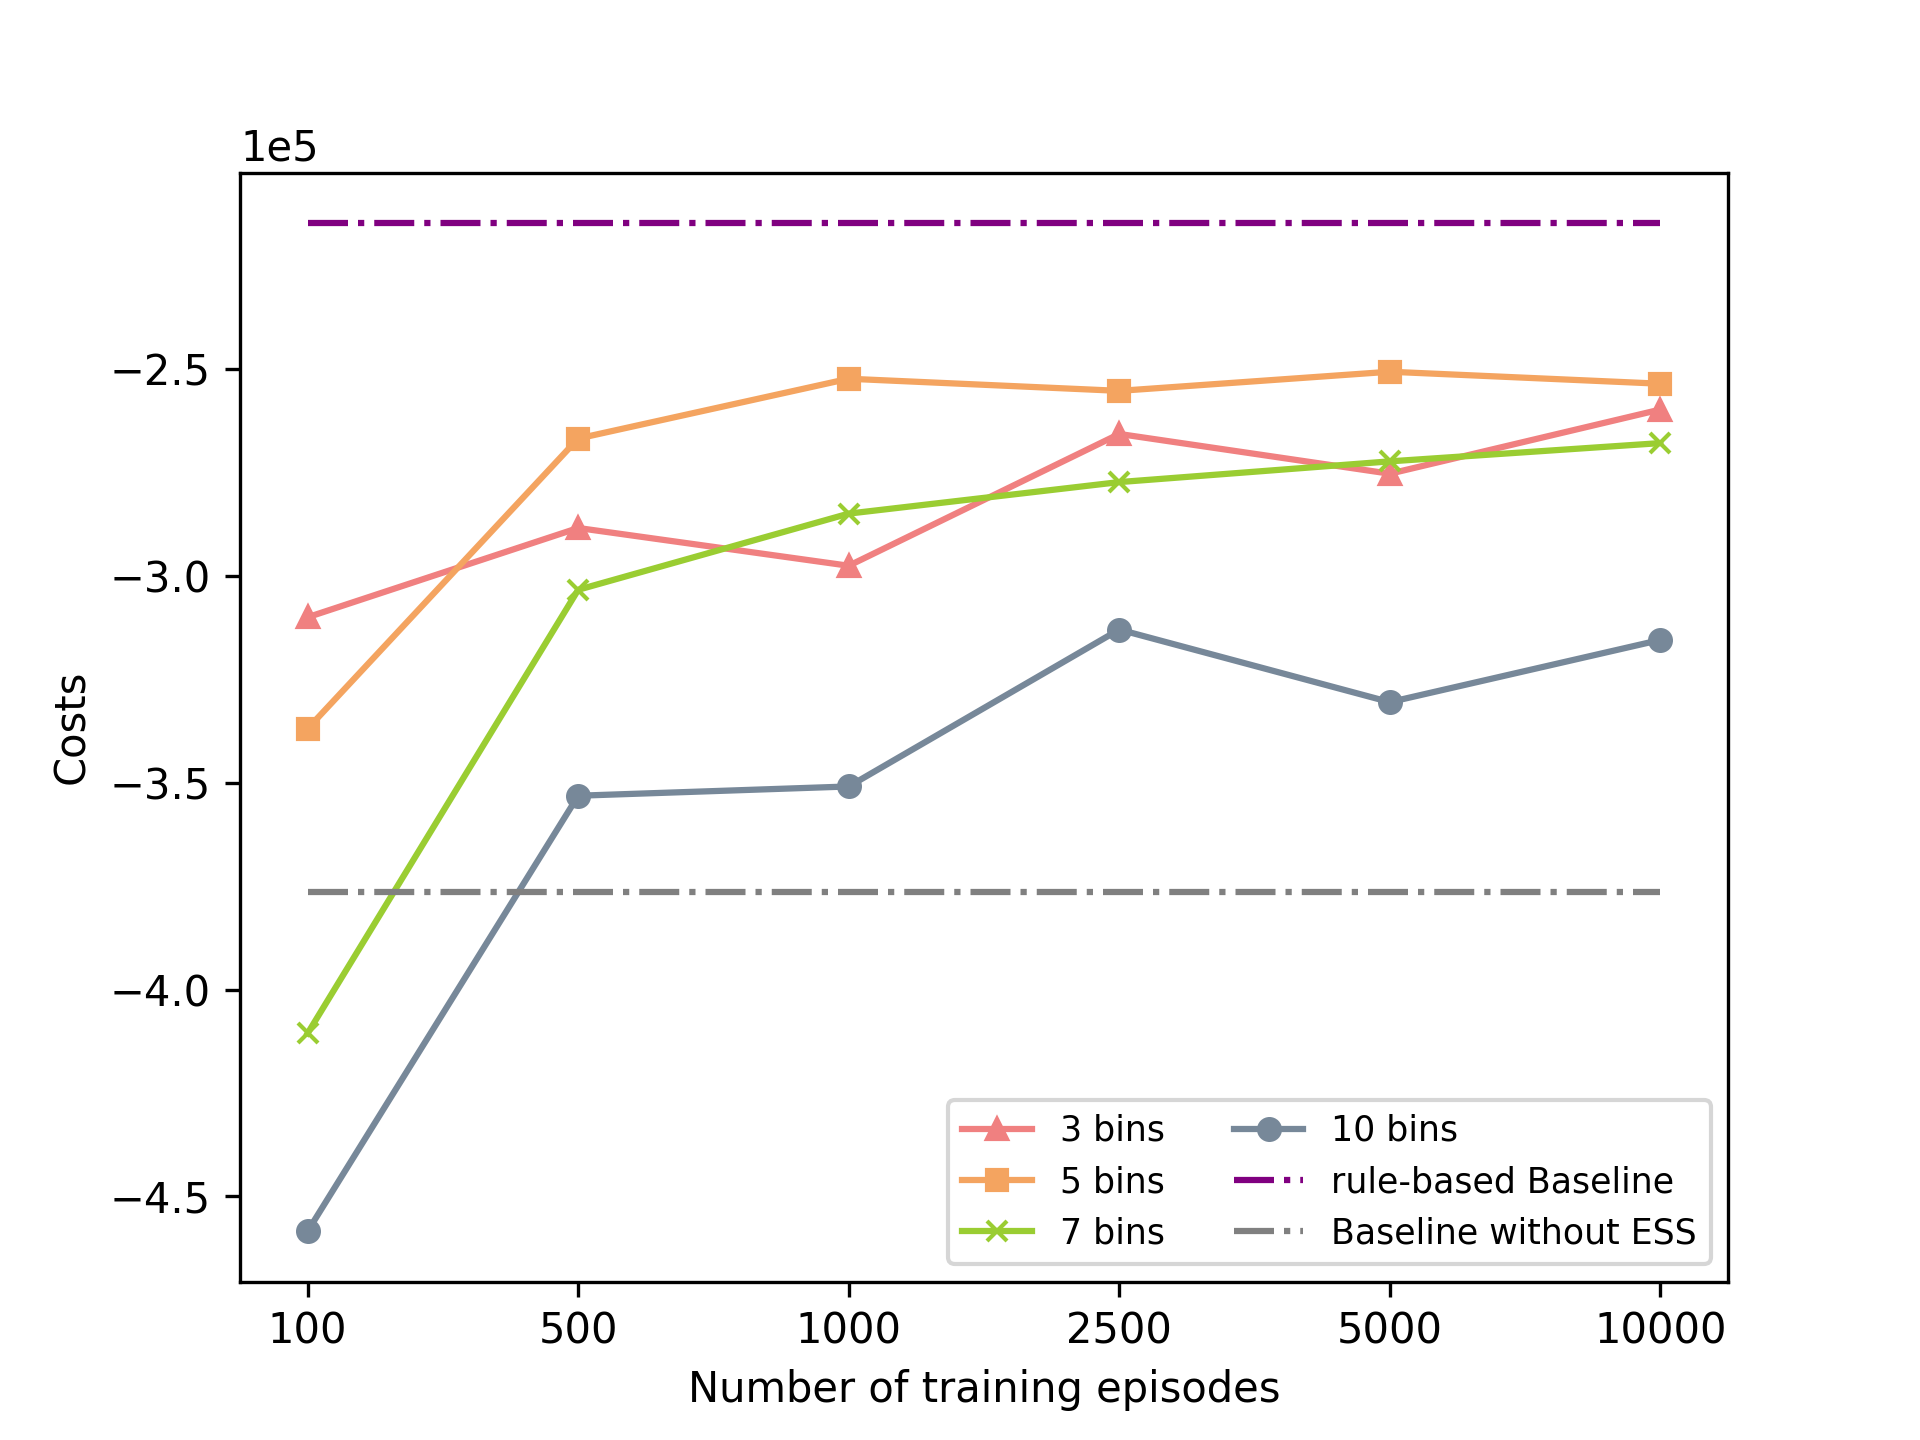 1e5
−2.5
−3.0
−3.5
−4.0
−4.5
Costs
100 500 1000 2500 5000 10000
Number of training episodes
3 bins
5 bins
7 bins
10 bins
rule-based Baseline
Baseline without ESS